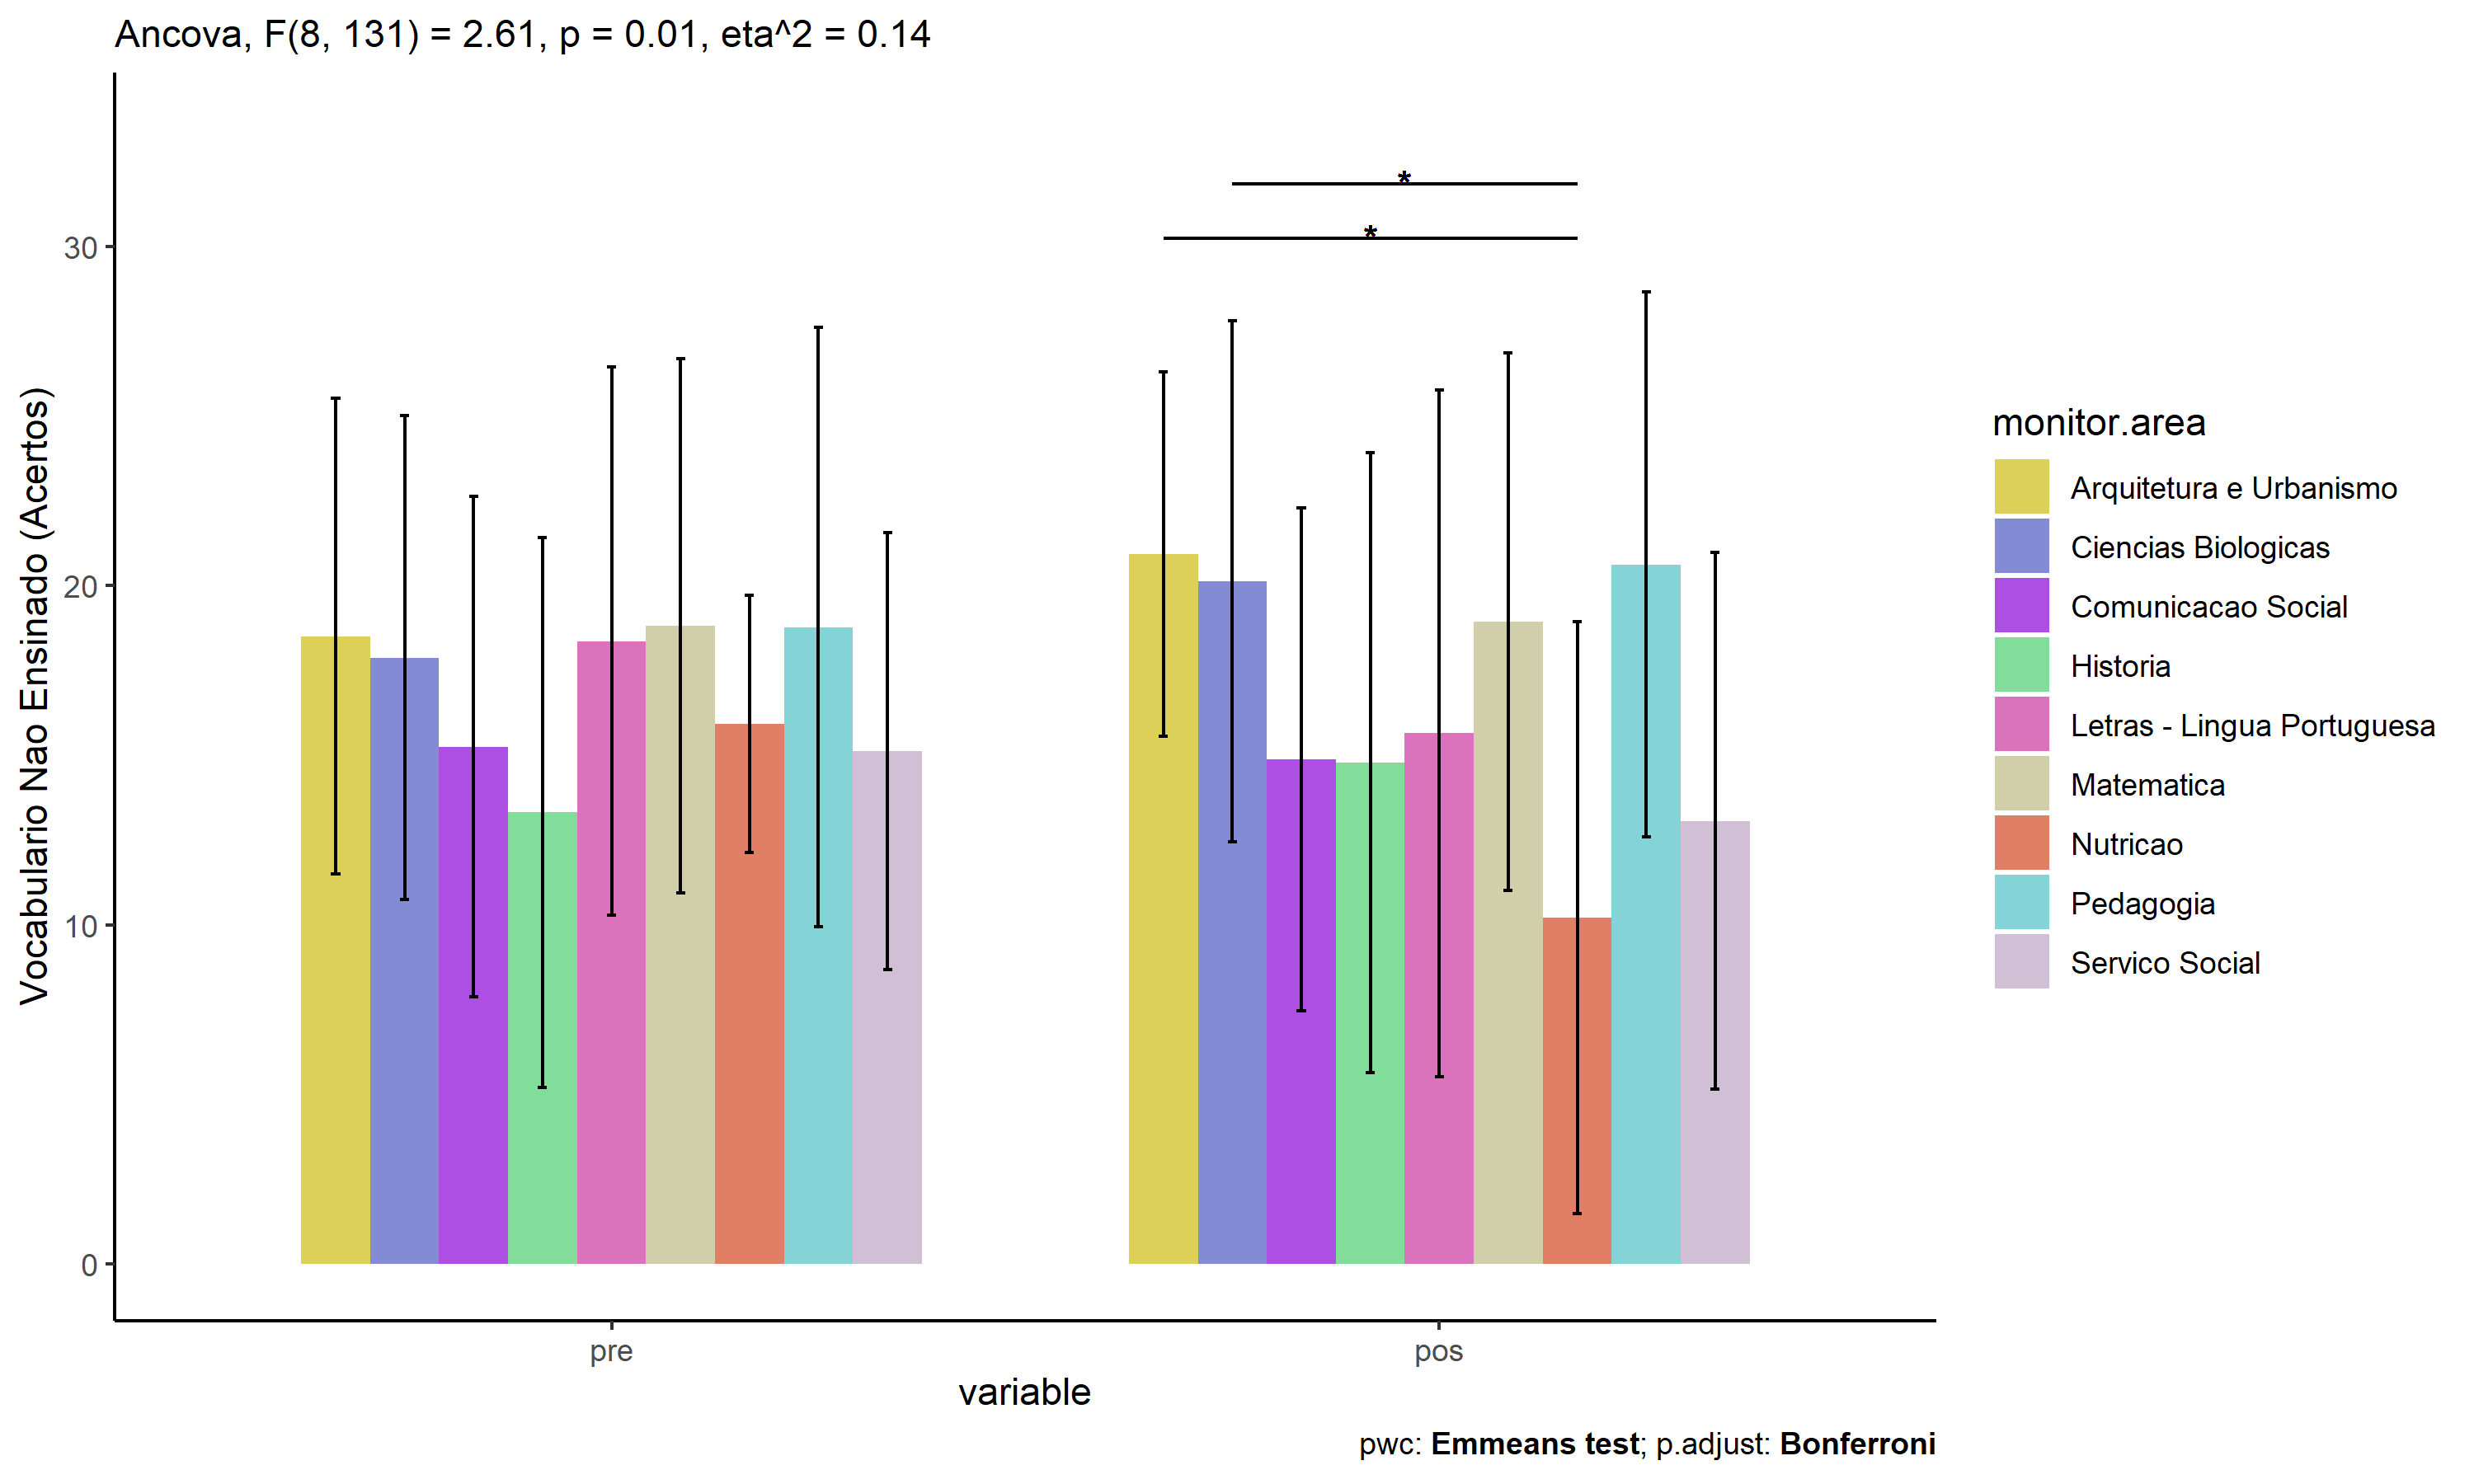 Ancova, F(8, 131) = 2.61, p = 0.01, eta^2 = 0.14
Vocabulario Nao Ensinado (Acertos)
30
20
10
0
*
*
pre
pos
variable
monitor.area
Arquitetura e Urbanismo
Ciencias Biologicas
Comunicacao Social
Historia
Letras - Lingua Portuguesa
Matematica
Nutricao
Pedagogia
Servico Social
pwc: Emmeans test; p.adjust: Bonferroni